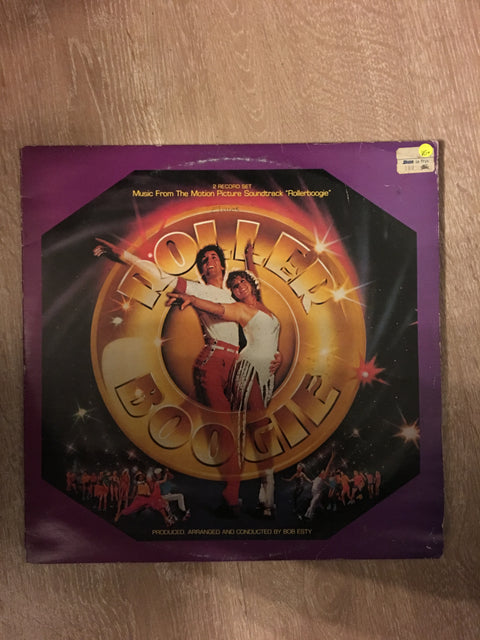 2 RECORD SET
Music From The Motion Picture Soundtrack "Rollerboogie"
ROLLER
BOOGIE
PRODUCED, ARRANGED AND CONDUCTED BY BOB ESTY